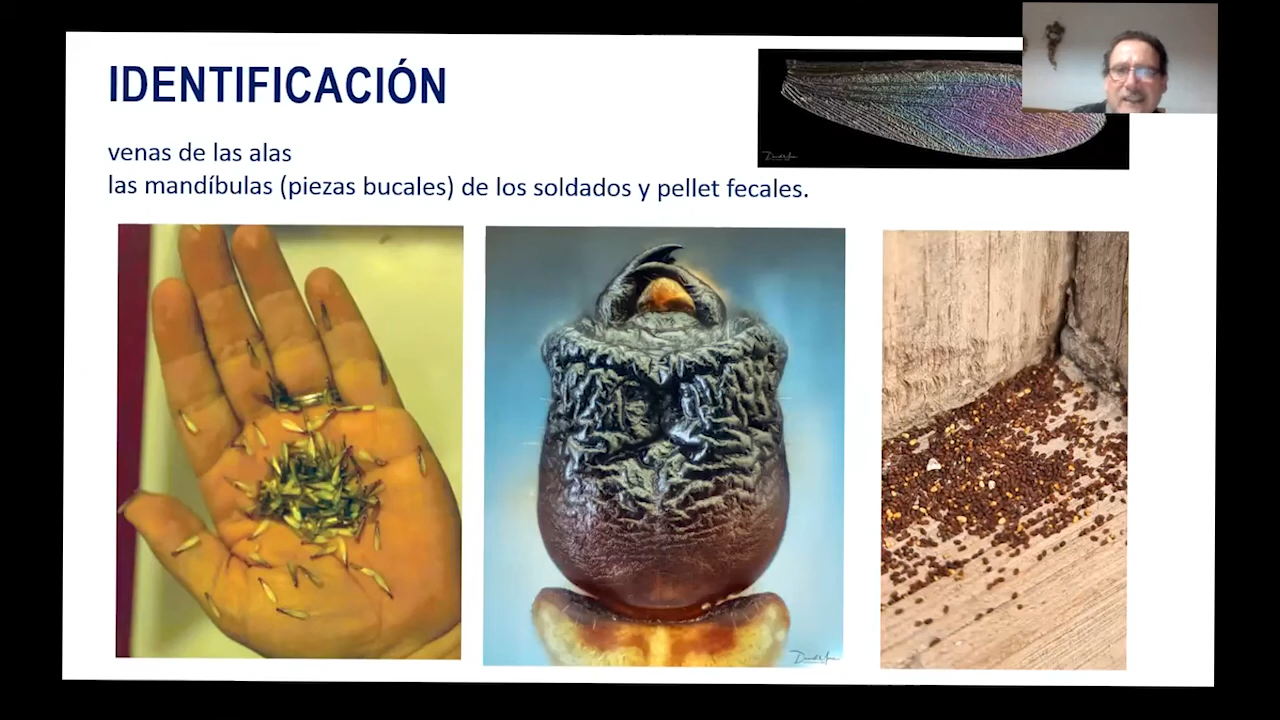 IDENTIFICACIÓN
venas de las alas
las mandíbulas (piezas bucales) de los soldados y pellet fecales.